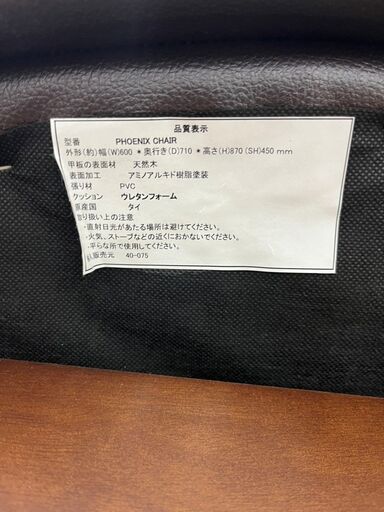 品質表示
型番 PHOENIX CHAIR
外形(約)幅(W)600 * 奥行き(D)710 * 高さ(H)870 (SH)450 mm
甲板の表面材 天然木
表面加工 アミノアルキド樹脂塗装
張り材 PVC
クッション ウレタンフォーム
原産国 タイ
取り扱い上の注意
・直射日光があたる場所は避けてください。
・火気、ストーブなどの近くにおかないでください。
・平らな所で使用してください。
販売元 40-075